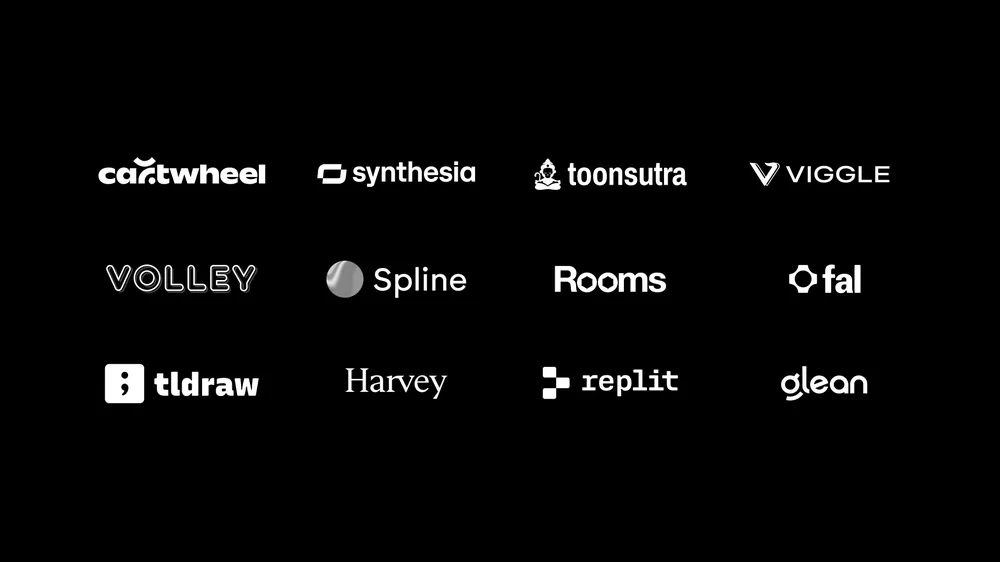 cartwheel synthesia toonsutra VIGGLE
VOLLEY Spline Rooms fal
tldraw Harvey replit glean